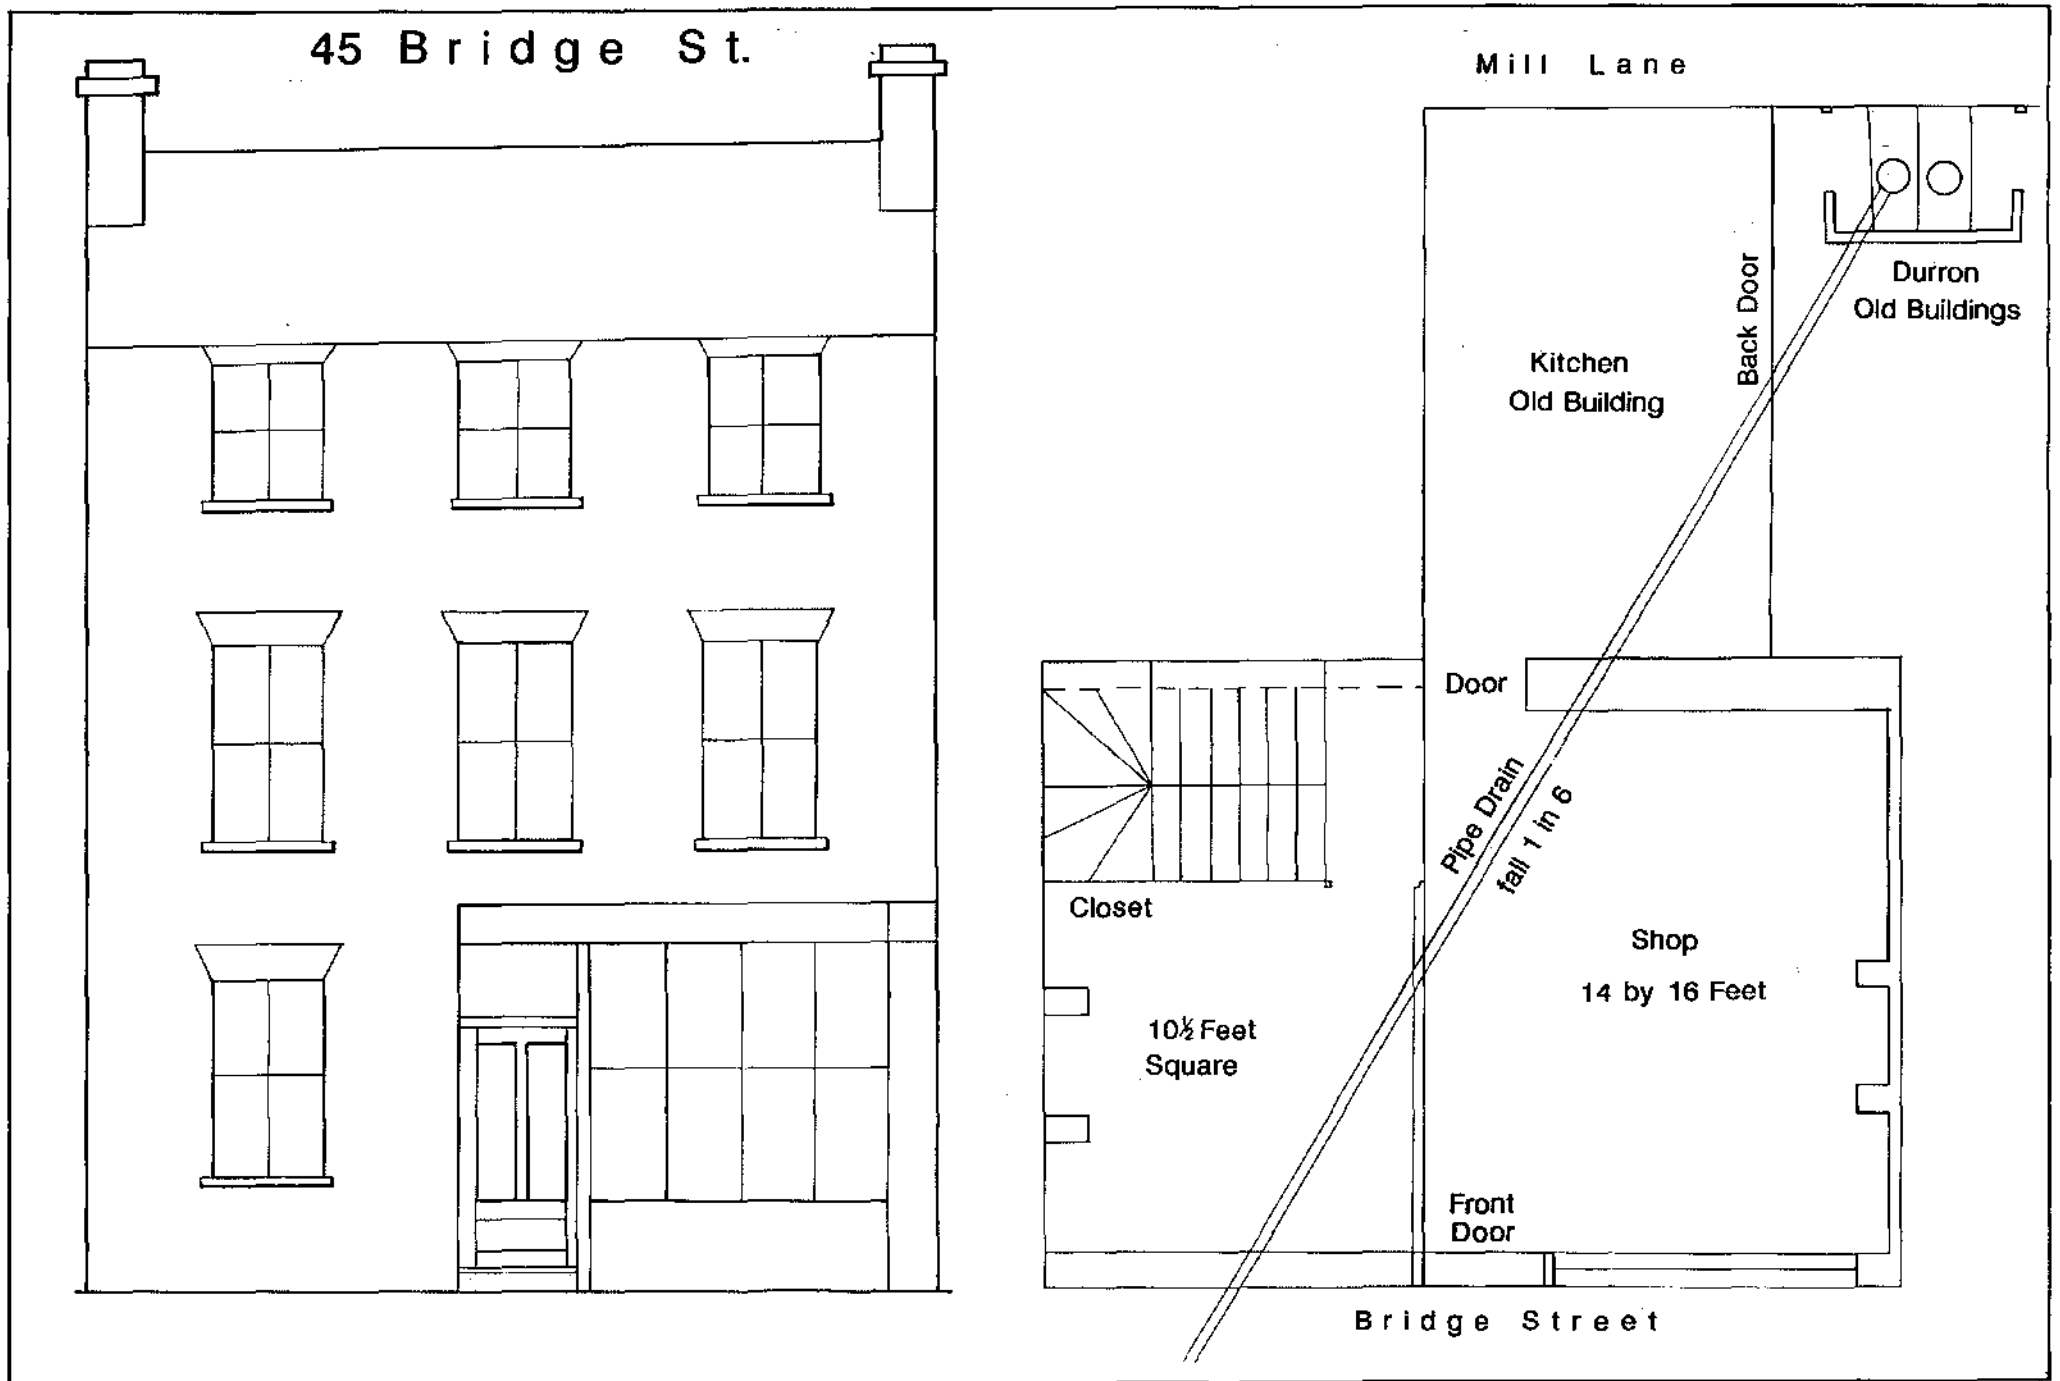 45 Bridge St.
Mill Lane
Durron
Old Buildings
Back Door
Kitchen
Old Building
Door
Pipe Drain
fall 1 in 6
Closet
Shop
14 by 16 Feet
10½ Feet
Square
Front
Door
Bridge Street